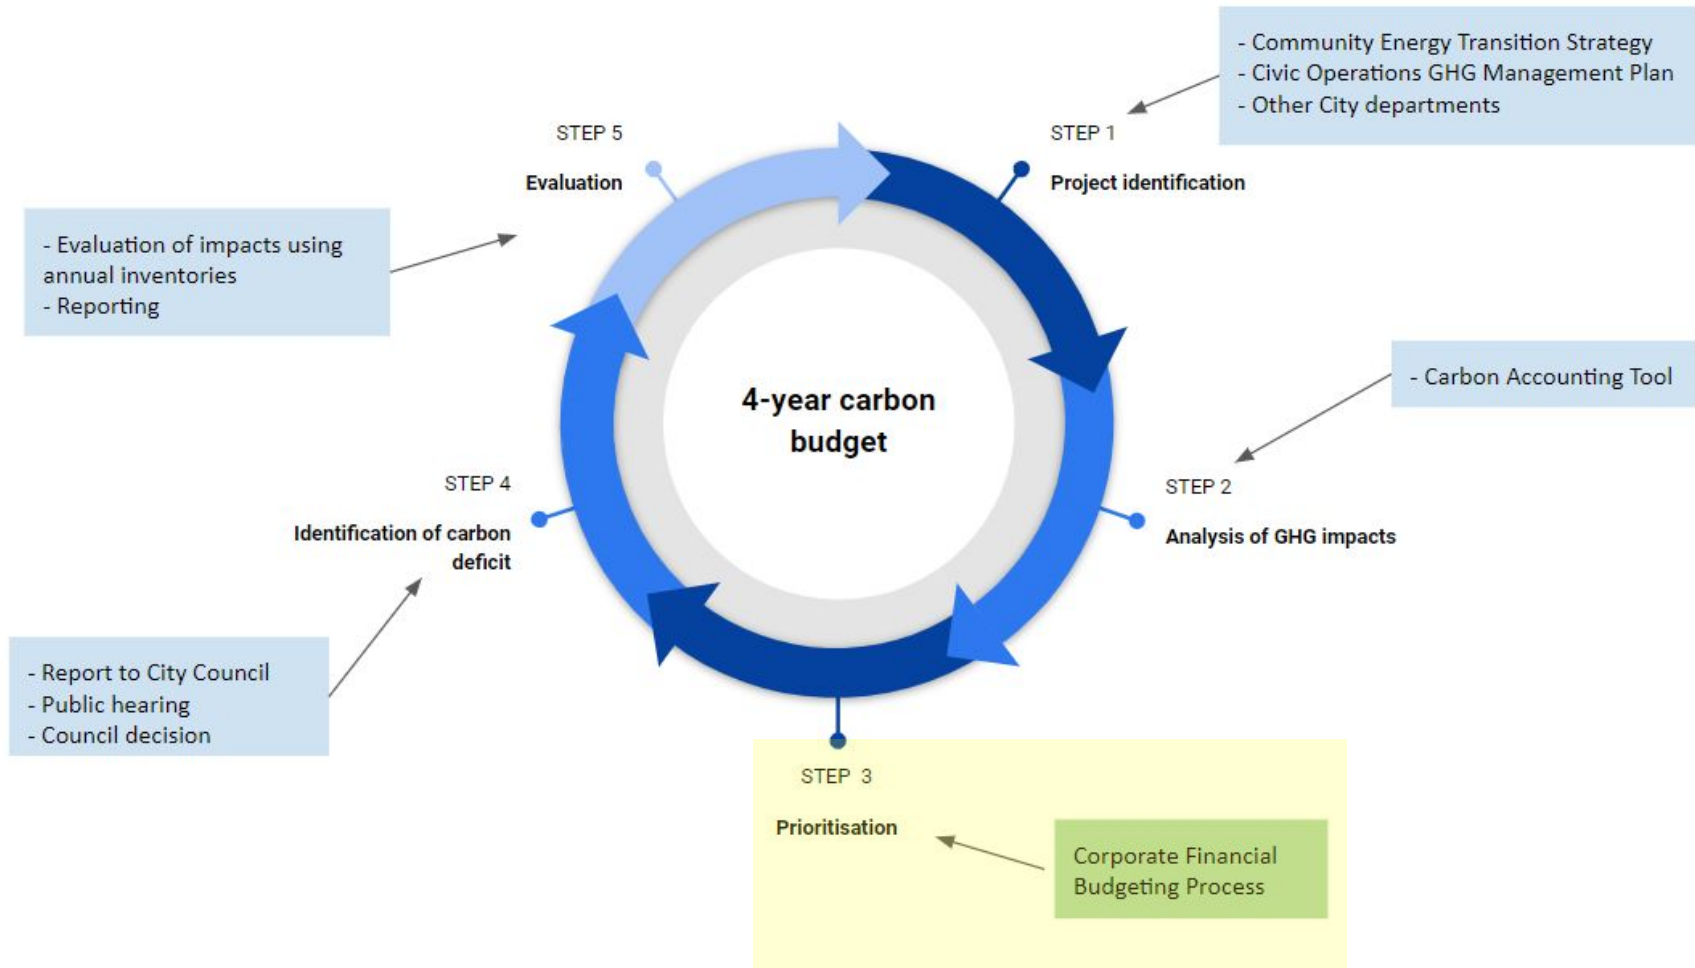 - Community Energy Transition Strategy
- Civic Operations GHG Management Plan
- Other City departments
STEP 1
Project identification
- Carbon Accounting Tool
STEP 2
Analysis of GHG impacts
STEP 3
Prioritisation
Corporate Financial
Budgeting Process
STEP 4
Identification of carbon
deficit
- Report to City Council
- Public hearing
- Council decision
STEP 5
Evaluation
- Evaluation of impacts using
annual inventories
- Reporting
4-year carbon
budget